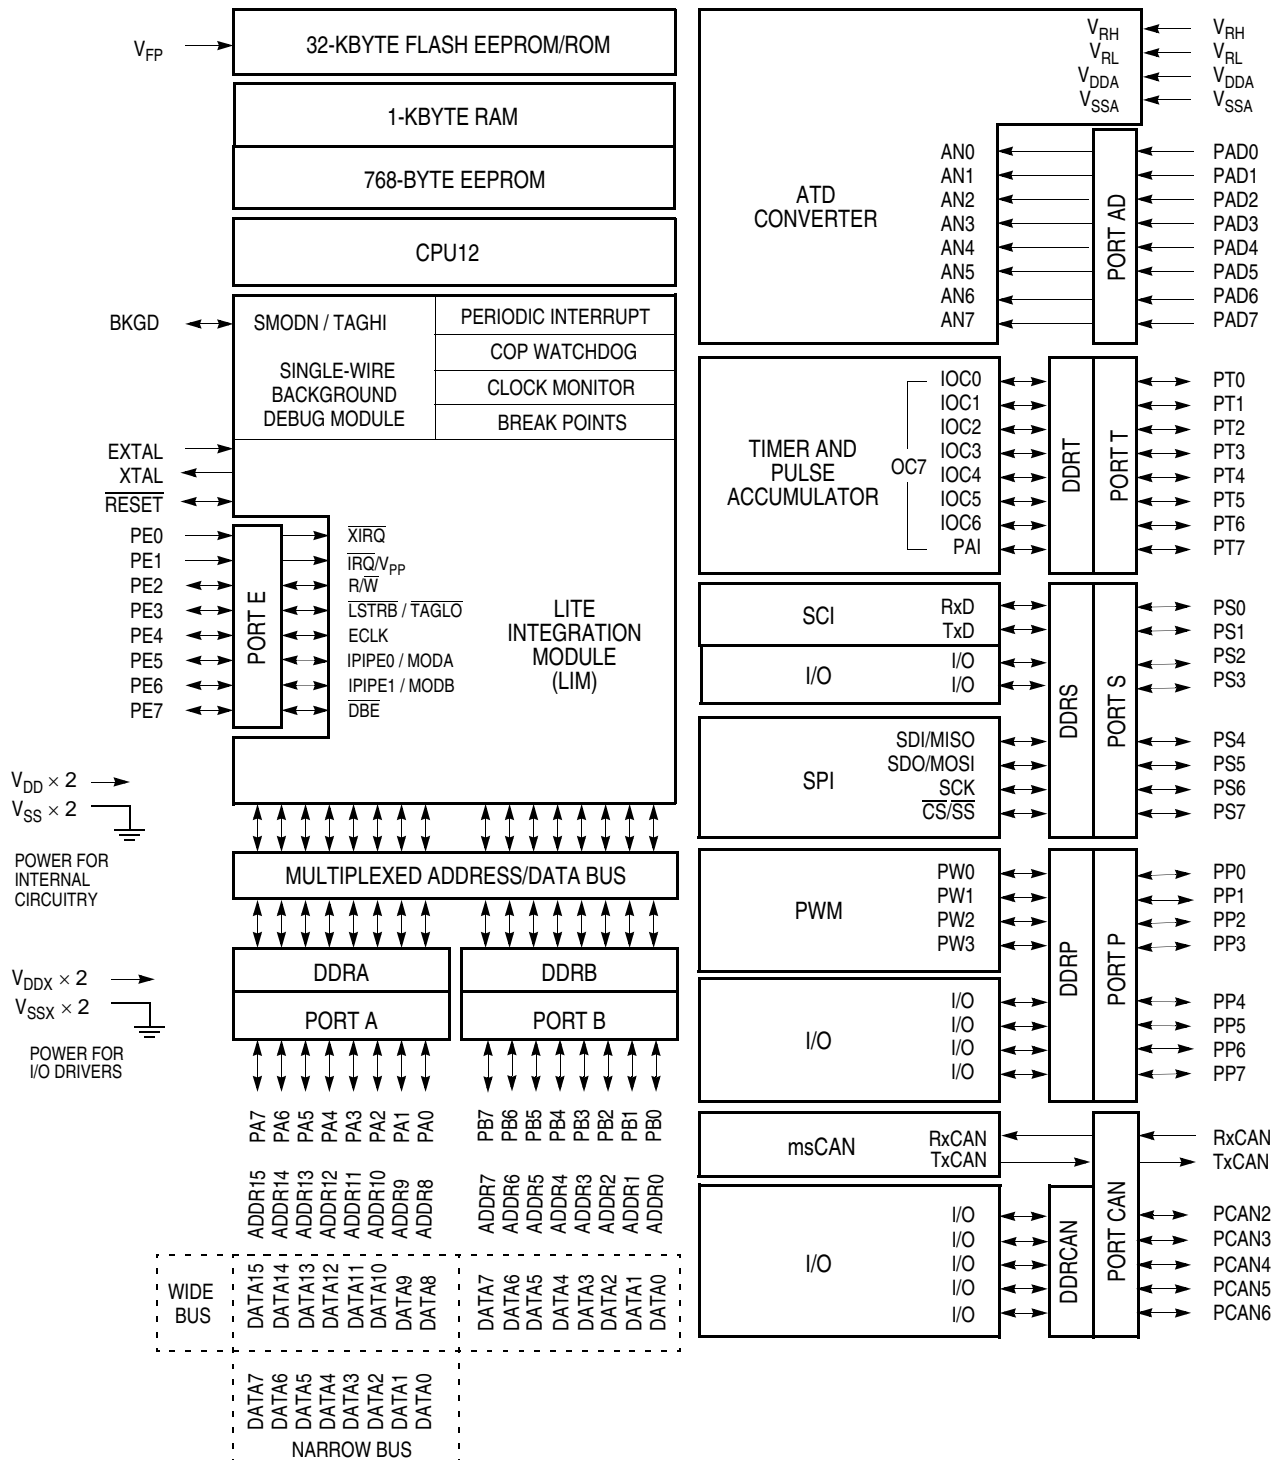 V_FP
32-KBYTE FLASH EEPROM/ROM
1-KBYTE RAM
768-BYTE EEPROM
CPU12
BKGD
SMODN / TAGHI
SINGLE-WIRE
BACKGROUND
DEBUG MODULE
PERIODIC INTERRUPT
COP WATCHDOG
CLOCK MONITOR
BREAK POINTS
EXTAL
XTAL
RESET
PE0
PE1
PE2
PE3
PE4
PE5
PE6
PE7
PORT E
XIRQ
IRQ/V_PP
R/W
LSTRB / TAGLO
ECLK
IPIPE0 / MODA
IPIPE1 / MODB
DBE
LITE
INTEGRATION
MODULE
(LIM)
V_DD × 2
V_SS × 2
POWER FOR
INTERNAL
CIRCUITRY
MULTIPLEXED ADDRESS/DATA BUS
V_DDX × 2
V_SSX × 2
POWER FOR
I/O DRIVERS
DDRA
PORT A
DDRB
PORT B
PA7
PA6
PA5
PA4
PA3
PA2
PA1
PA0
PB7
PB6
PB5
PB4
PB3
PB2
PB1
PB0
ADDR15
ADDR14
ADDR13
ADDR12
ADDR11
ADDR10
ADDR9
ADDR8
ADDR7
ADDR6
ADDR5
ADDR4
ADDR3
ADDR2
ADDR1
ADDR0
WIDE
BUS
DATA15
DATA14
DATA13
DATA12
DATA11
DATA10
DATA9
DATA8
DATA7
DATA6
DATA5
DATA4
DATA3
DATA2
DATA1
DATA0
DATA7
DATA6
DATA5
DATA4
DATA3
DATA2
DATA1
DATA0
NARROW BUS
V_RH
V_RL
V_DDA
V_SSA
V_RH
V_RL
V_DDA
V_SSA
ATD
CONVERTER
AN0
AN1
AN2
AN3
AN4
AN5
AN6
AN7
PORT AD
PAD0
PAD1
PAD2
PAD3
PAD4
PAD5
PAD6
PAD7
TIMER AND
PULSE
ACCUMULATOR
OC7
IOC0
IOC1
IOC2
IOC3
IOC4
IOC5
IOC6
PAI
DDRT
PORT T
PT0
PT1
PT2
PT3
PT4
PT5
PT6
PT7
SCI
RxD
TxD
I/O
I/O
I/O
SPI
SDI/MISO
SDO/MOSI
SCK
CS/SS
DDRS
PORT S
PS0
PS1
PS2
PS3
PS4
PS5
PS6
PS7
PWM
PW0
PW1
PW2
PW3
I/O
I/O
I/O
I/O
I/O
DDRP
PORT P
PP0
PP1
PP2
PP3
PP4
PP5
PP6
PP7
msCAN
RxCAN
TxCAN
I/O
I/O
I/O
I/O
I/O
I/O
DDRCAN
PORT CAN
RxCAN
TxCAN
PCAN2
PCAN3
PCAN4
PCAN5
PCAN6